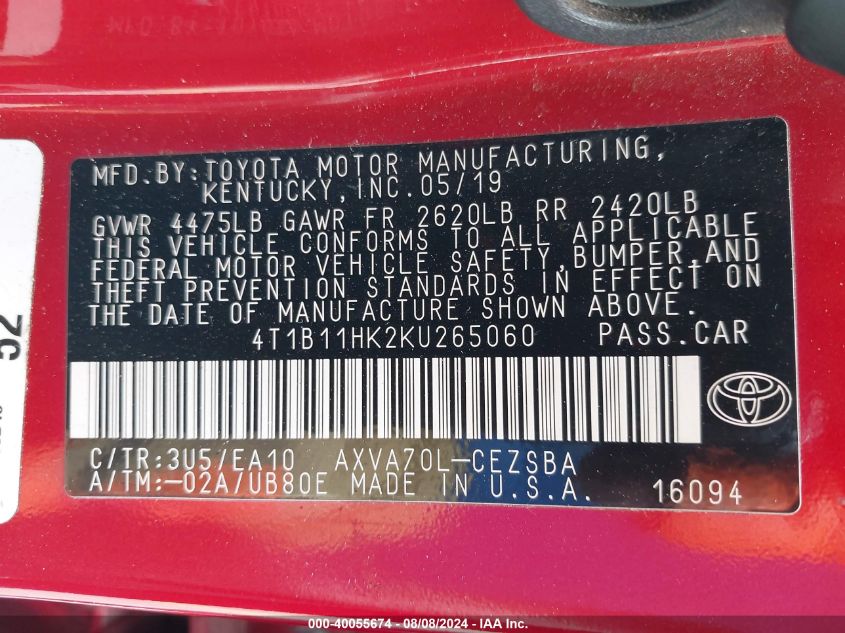 MFD.BY:TOYOTA MOTOR MANUFACTURING,
KENTUCKY,INC.05/19
GVWR 4475LB GAWR FR 2620LB RR 2420LB
THIS VEHICLE CONFORMS TO ALL APPLICABLE
FEDERAL MOTOR VEHICLE SAFETY,BUMPER,AND
THEFT PREVENTION STANDARDS IN EFFECT ON
THE DATE OF MANUFACTURE SHOWN ABOVE.
4T1B11HK2KU265060 PASS.CAR
C/TR:3U5/EA10 AXVA70L-CEZSBA
A/TM:-02A/UB80E MADE IN U.S.A. 16094
52
000 - 40055674 - 08/08/2024 - IAA Inc.